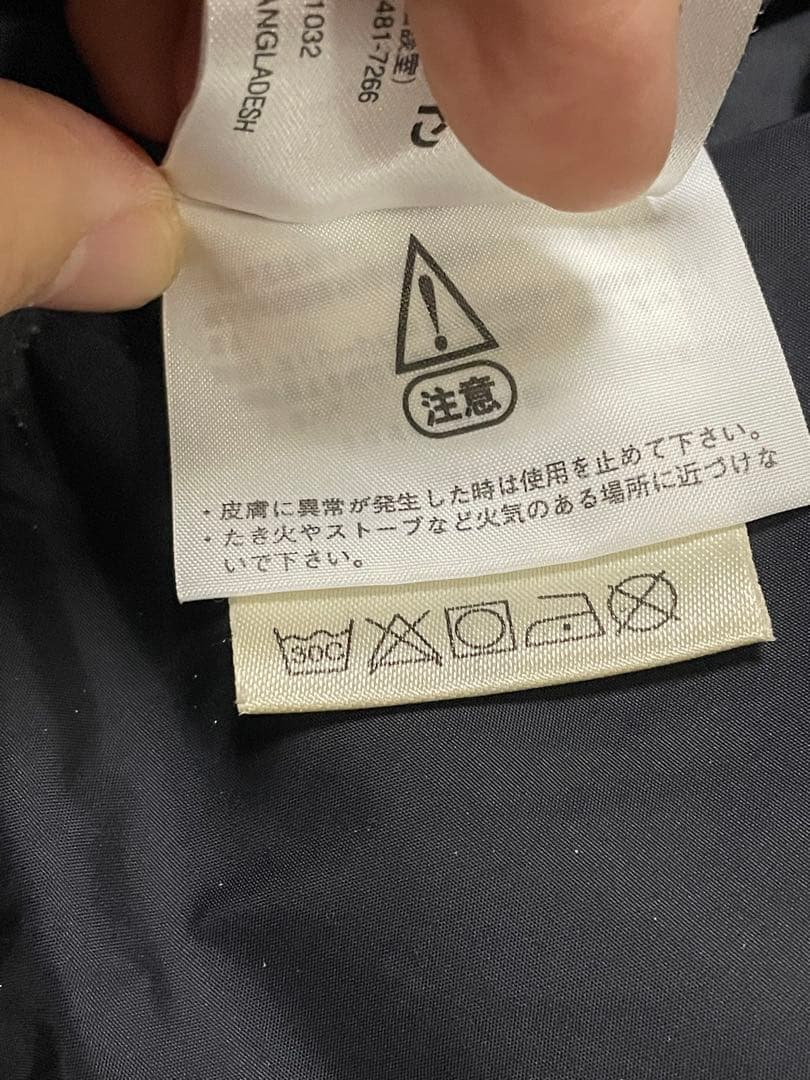 1032
481-7266
ANGLADESH
注意
・皮膚に異常が発生した時は使用を止めて下さい。
・たき火やストーブなど火気のある場所に近づけな
いで下さい。
30C